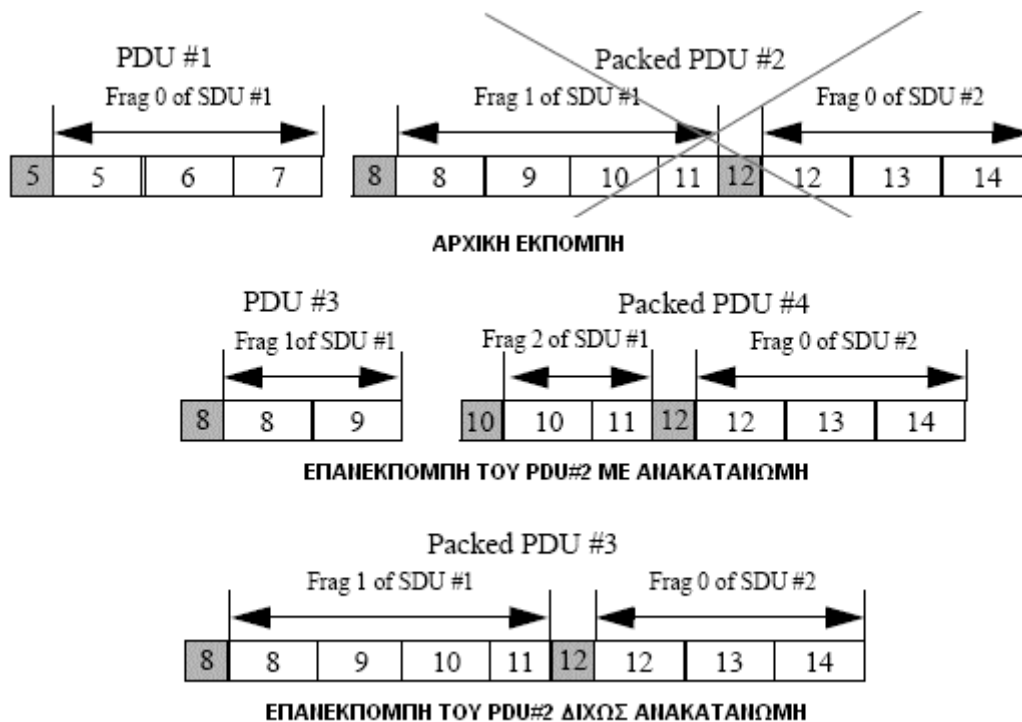 PDU #1
Packed PDU #2
Frag 0 of SDU #1
Frag 1 of SDU #1
Frag 0 of SDU #2
5 5 6 7
8 8 9 10 11 12 12 13 14
ΑΡΧΙΚΗ ΕΚΠΟΜΠΗ
PDU #3
Packed PDU #4
Frag 1of SDU #1
Frag 2 of SDU #1
Frag 0 of SDU #2
8 8 9
10 10 11 12 12 13 14
ΕΠΑΝΕΚΠΟΜΠΗ ΤΟΥ PDU#2 ΜΕ ΑΝΑΚΑΤΑΝΩΜΗ
Packed PDU #3
Frag 1 of SDU #1
Frag 0 of SDU #2
8 8 9 10 11 12 12 13 14
ΕΠΑΝΕΚΠΟΜΠΗ ΤΟΥ PDU#2 ΔΙΧΩΣ ΑΝΑΚΑΤΑΝΩΜΗ